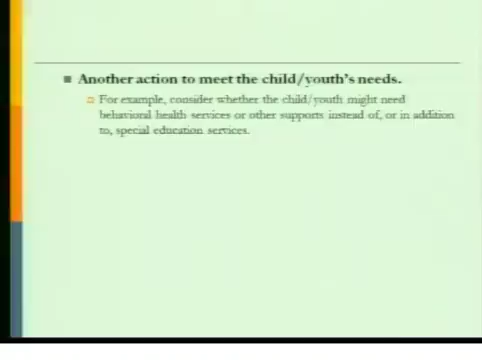 Another action to meet the child/youth's needs.
For example, consider whether the child/youth might need
behavioral health services or other supports instead of, or in addition
to, special education services.